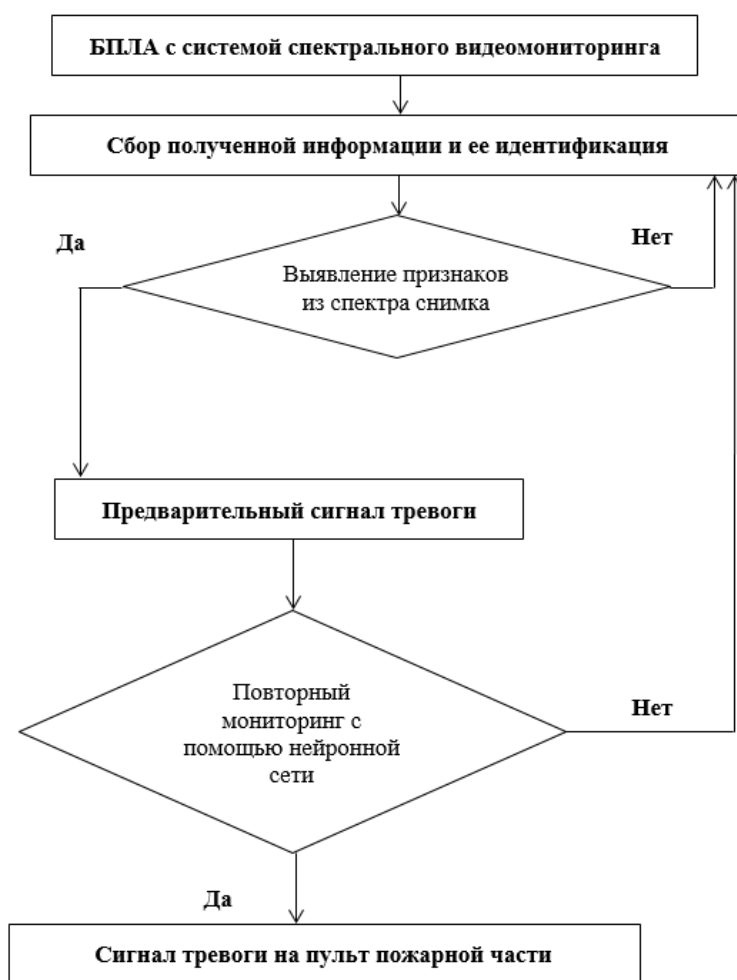 БПЛА с системой спектрального видеомониторинга
Сбор полученной информации и ее идентификация
Да
Нет
Выявление признаков
из спектра снимка
Предварительный сигнал тревоги
Повторный
мониторинг с
помощью нейронной
сети
Нет
Да
Сигнал тревоги на пульт пожарной части